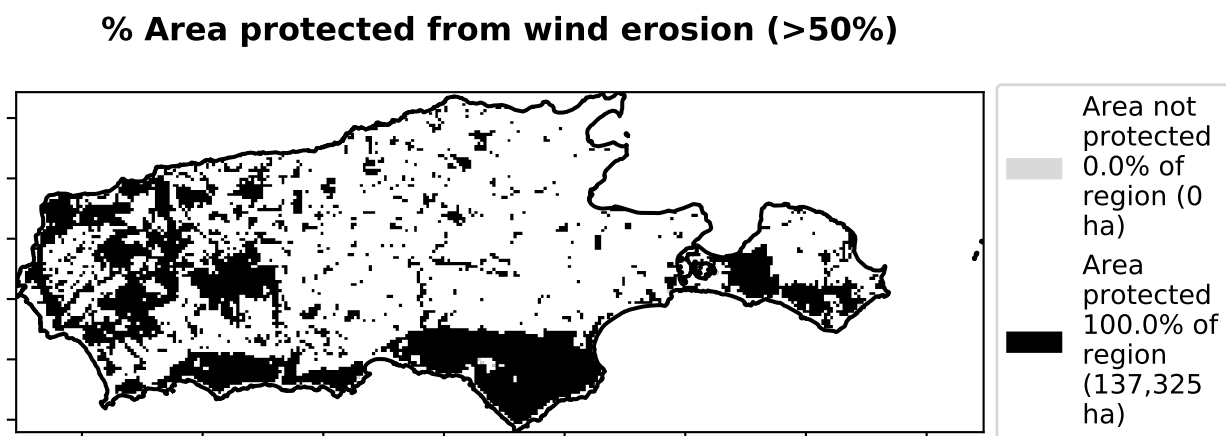 % Area protected from wind erosion (>50%)
Area not
protected
0.0% of
region (0
ha)
Area
protected
100.0% of
region
(137,325
ha)